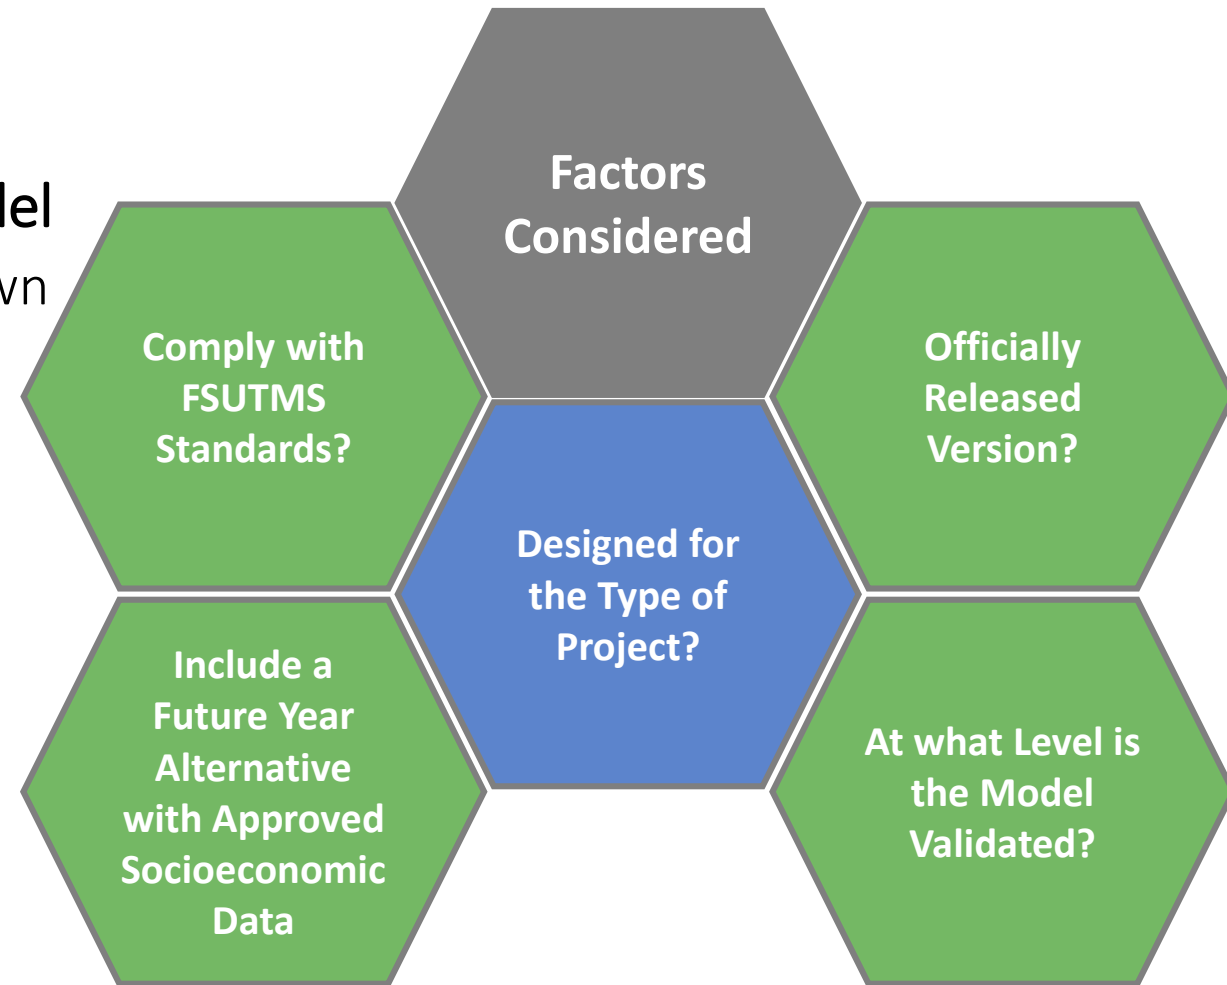 Factors
Considered
Comply with
FSUTMS
Standards?
Officially
Released
Version?
Designed for
the Type of
Project?
Include a
Future Year
Alternative
with Approved
Socioeconomic
Data
At what Level is
the Model
Validated?